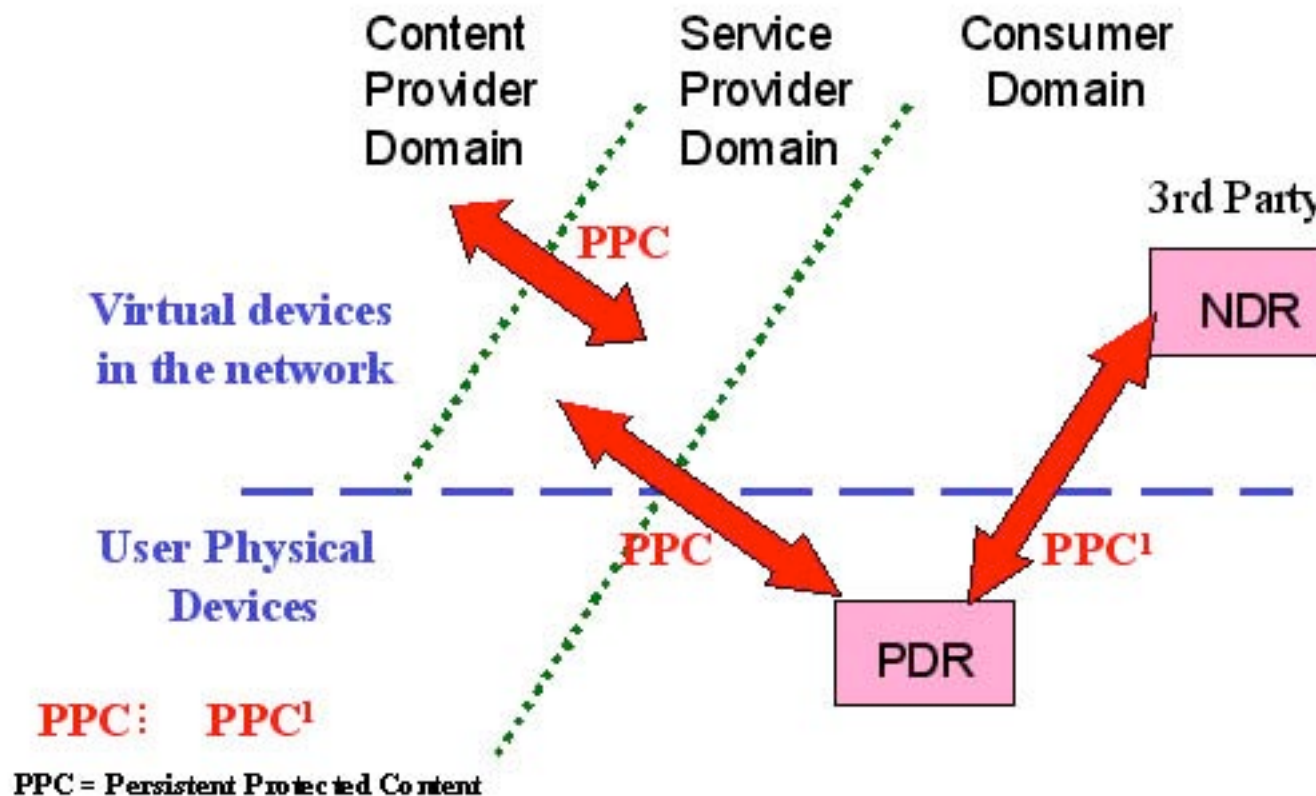 Content
Provider
Domain
Service
Provider
Domain
Consumer
Domain
3rd Party
PPC
NDR
Virtual devices
in the network
PPC
PPC¹
User Physical
Devices
PDR
PPC⫶ PPC¹
PPC = Persistent Protected Content